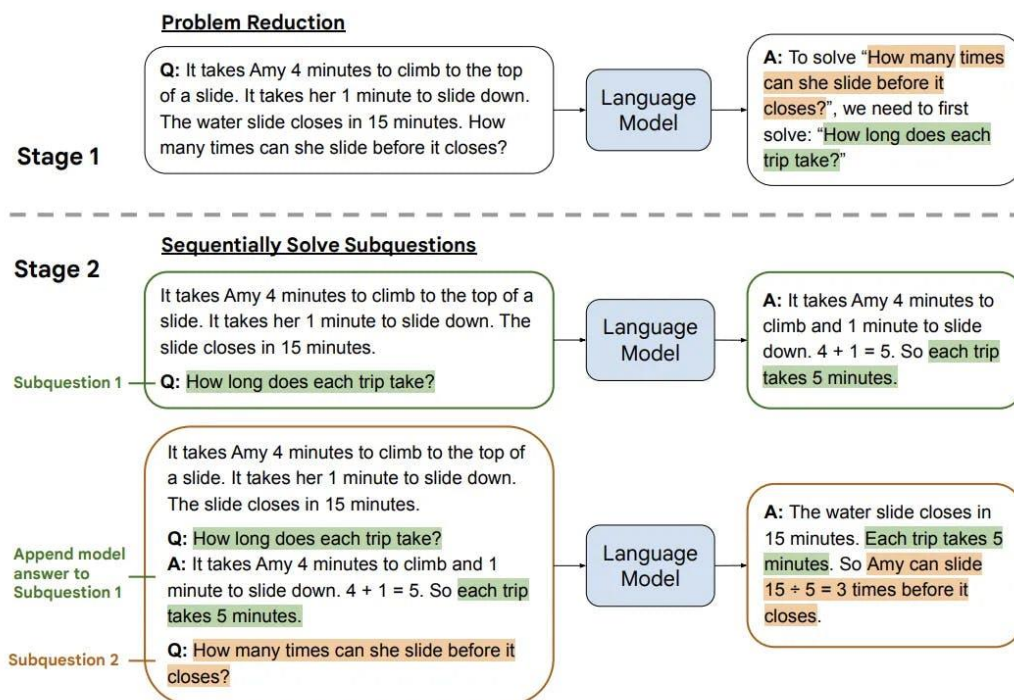 Problem Reduction
Stage 1
Q: It takes Amy 4 minutes to climb to the top
of a slide. It takes her 1 minute to slide down.
The water slide closes in 15 minutes. How
many times can she slide before it closes?
Language
Model
A: To solve “How many times
can she slide before it
closes?”, we need to first
solve: “How long does each
trip take?”
Stage 2
Sequentially Solve Subquestions
It takes Amy 4 minutes to climb to the top of a
slide. It takes her 1 minute to slide down. The
slide closes in 15 minutes.
Subquestion 1
Q: How long does each trip take?
Language
Model
A: It takes Amy 4 minutes to
climb and 1 minute to slide
down. 4 + 1 = 5. So each trip
takes 5 minutes.
It takes Amy 4 minutes to climb to the top of
a slide. It takes her 1 minute to slide down.
The slide closes in 15 minutes.
Q: How long does each trip take?
Append model
answer to
Subquestion 1
A: It takes Amy 4 minutes to climb and 1
minute to slide down. 4 + 1 = 5. So each trip
takes 5 minutes.
Subquestion 2
Q: How many times can she slide before it
closes?
Language
Model
A: The water slide closes in
15 minutes. Each trip takes 5
minutes. So Amy can slide
15 ÷ 5 = 3 times before it
closes.